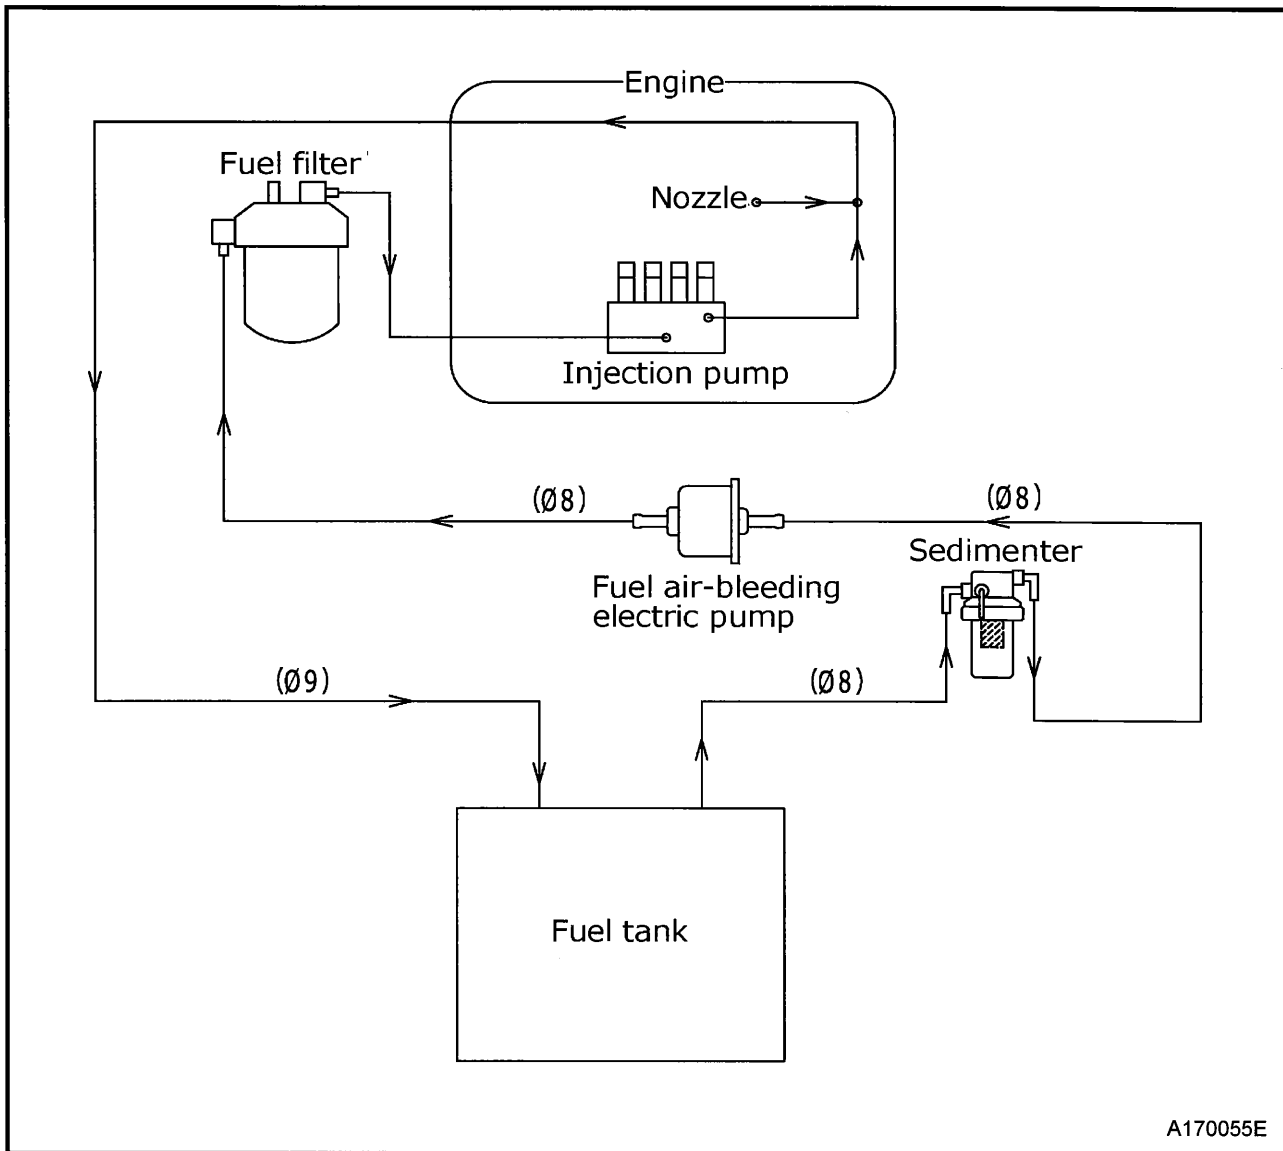 Engine
Fuel filter
Nozzle
Injection pump
(Ø8)
(Ø8)
Sedimenter
Fuel air-bleeding
electric pump
(Ø9)
(Ø8)
Fuel tank
A170055E